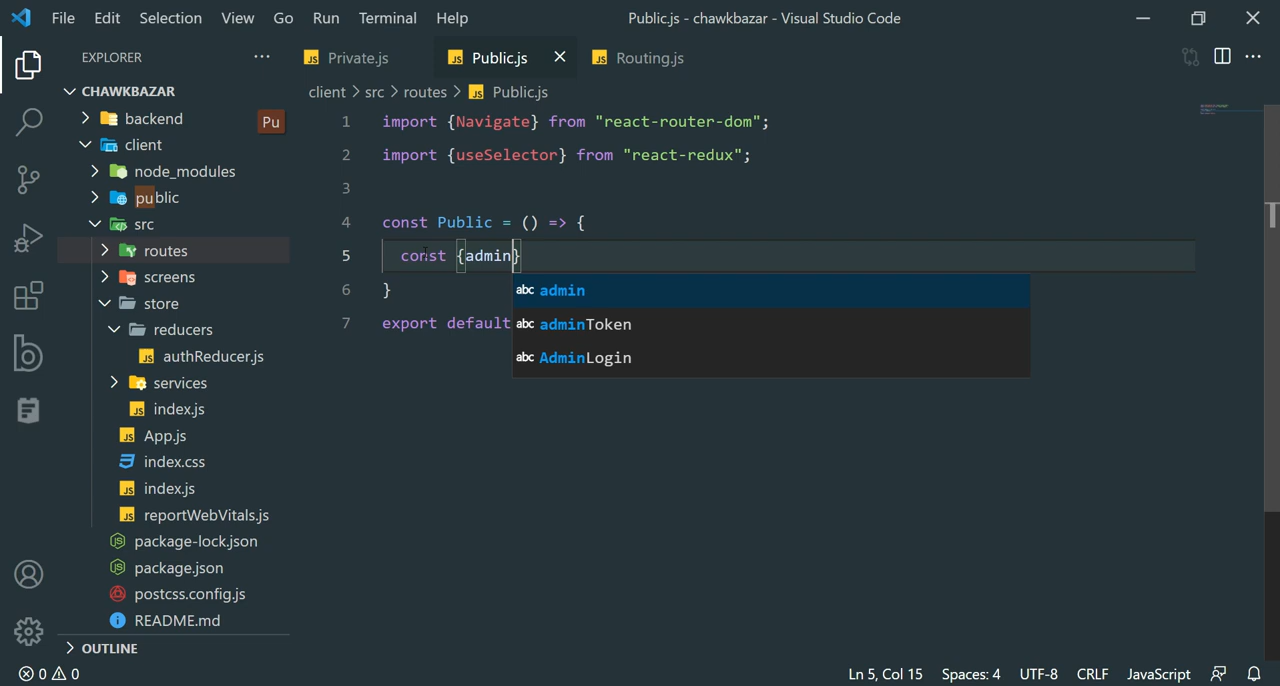 File Edit Selection View Go Run Terminal Help Public.js - chawkbazar - Visual Studio Code
EXPLORER
Private.js Public.js Routing.js
CHAWKBAZAR
client > src > routes > Public.js
backend
Pu
client
node_modules
public
src
routes
screens
store
reducers
authReducer.js
services
index.js
App.js
index.css
index.js
reportWebVitals.js
package-lock.json
package.json
postcss.config.js
README.md
OUTLINE
1 import {Navigate} from "react-router-dom";
2 import {useSelector} from "react-redux";
3
4 const Public = () => {
5 const {admin}
6 }
7 export default
abc admin
abc adminToken
abc AdminLogin
0 0 Ln 5, Col 15 Spaces: 4 UTF-8 CRLF JavaScript